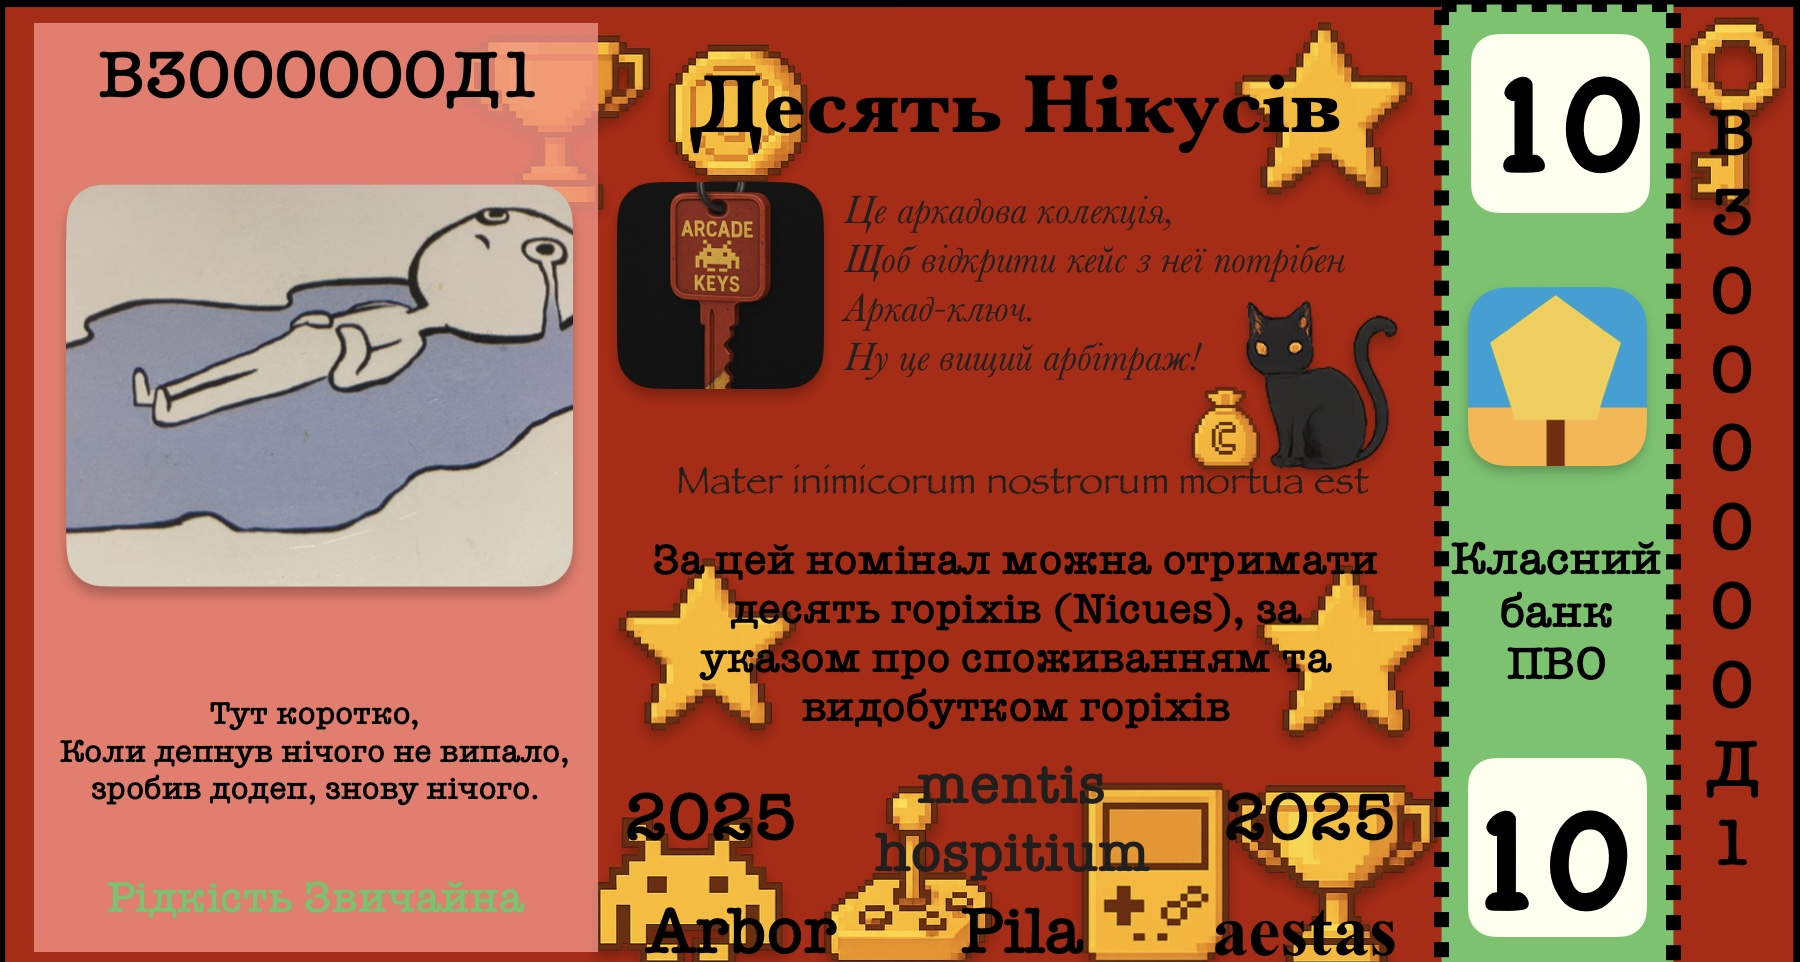 В3000000Д1
Тут коротко,
Коли депнув нічого не випало,
зробив додеп, знову нічого.
Рідкість Звичайна
Десять Нікусів
ARCADE
KEYS
Це аркадова колекція,
Щоб відкрити кейс з неї потрібен
Аркад-ключ.
Ну це вищий арбітраж!
C
Mater inimicorum nostrorum mortua est
За цей номінал можна отримати
десять горіхів (Nicues), за
указом про споживанням та
видобутком горіхів
mentis
hospitium
2025
2025
Arbor
Pila
aestas
10
Класний
банк
ПВО
10
В3000000Д1